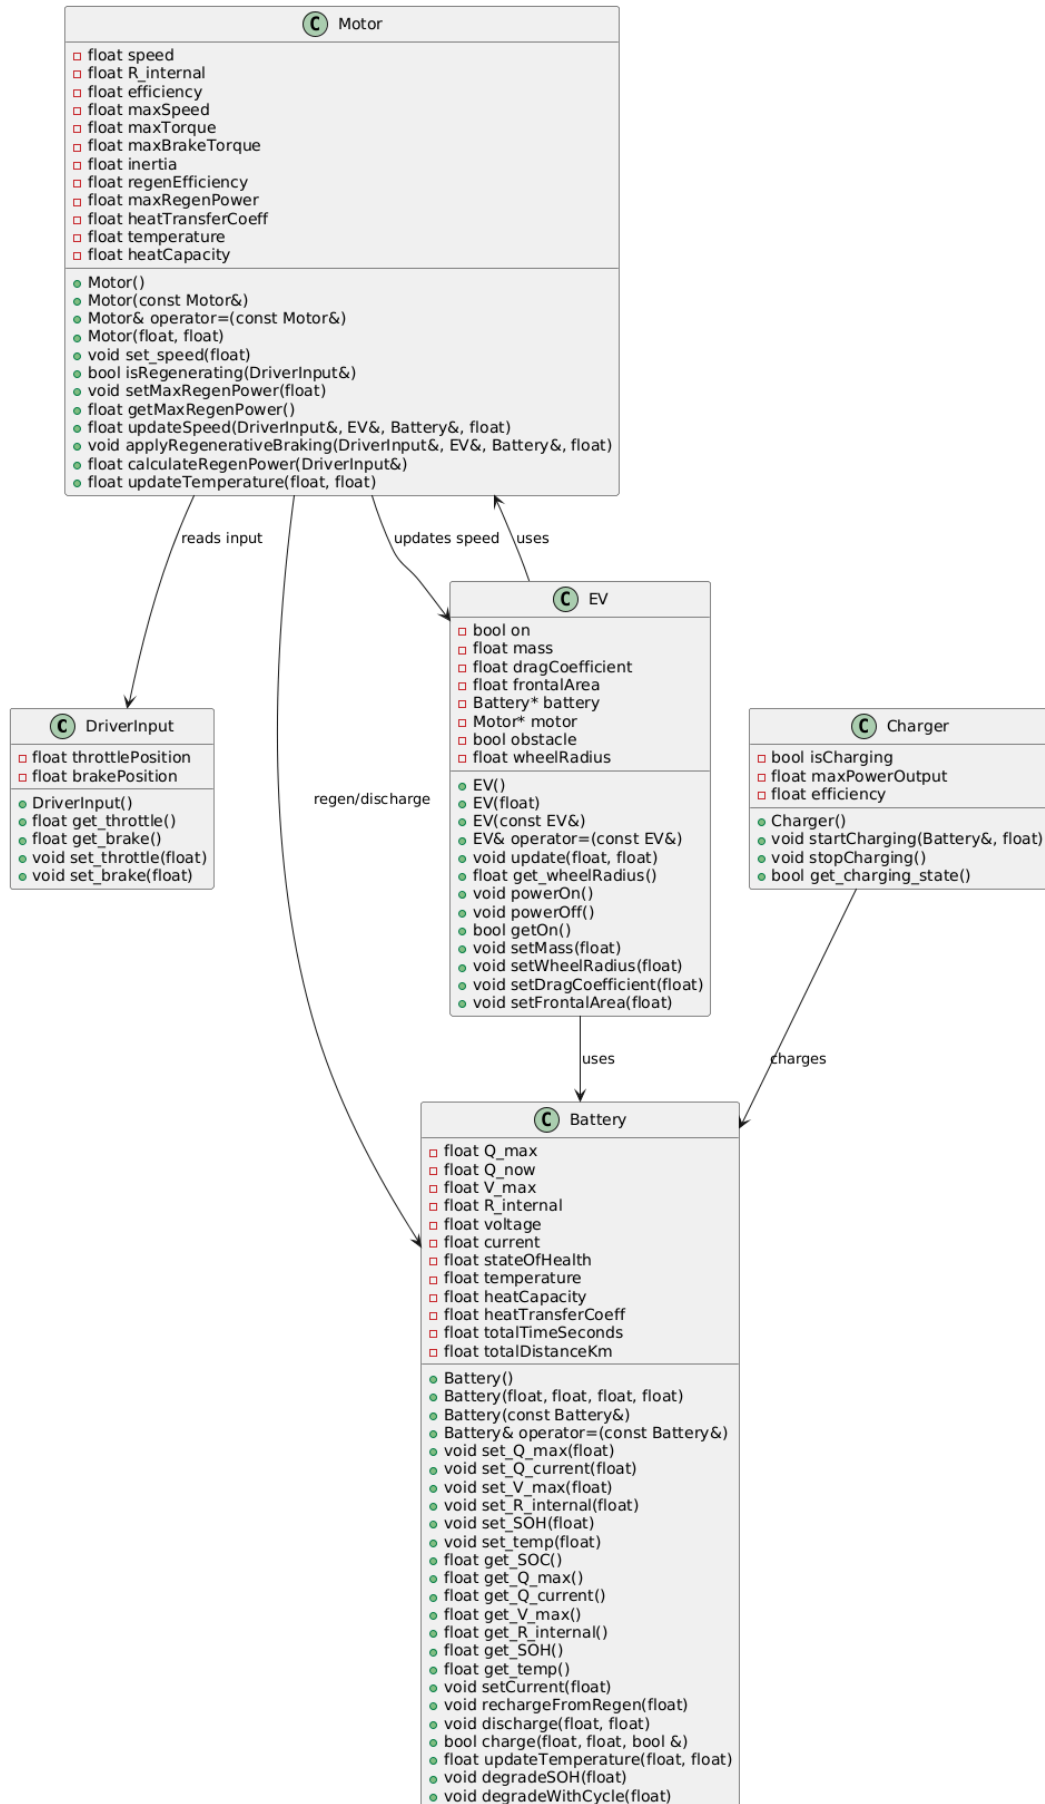 C Motor
float speed
float R_internal
float efficiency
float maxSpeed
float maxTorque
float maxBrakeTorque
float inertia
float regenEfficiency
float maxRegenPower
float heatTransferCoeff
float temperature
float heatCapacity
Motor()
Motor(const Motor&)
Motor& operator=(const Motor&)
Motor(float, float)
void set_speed(float)
bool isRegenerating(DriverInput&)
void setMaxRegenPower(float)
float getMaxRegenPower()
float updateSpeed(DriverInput&, EV&, Battery&, float)
void applyRegenerativeBraking(DriverInput&, EV&, Battery&, float)
float calculateRegenPower(DriverInput&)
float updateTemperature(float, float)
reads input
updates speed
uses
C EV
bool on
float mass
float dragCoefficient
float frontalArea
Battery* battery
Motor* motor
bool obstacle
float wheelRadius
EV()
EV(float)
EV(const EV&)
EV& operator=(const EV&)
void update(float, float)
float get_wheelRadius()
void powerOn()
void powerOff()
bool getOn()
void setMass(float)
void setWheelRadius(float)
void setDragCoefficient(float)
void setFrontalArea(float)
C DriverInput
float throttlePosition
float brakePosition
DriverInput()
float get_throttle()
float get_brake()
void set_throttle(float)
void set_brake(float)
regen/discharge
C Charger
bool isCharging
float maxPowerOutput
float efficiency
Charger()
void startCharging(Battery&, float)
void stopCharging()
bool get_charging_state()
uses
charges
C Battery
float Q_max
float Q_now
float V_max
float R_internal
float voltage
float current
float stateOfHealth
float temperature
float heatCapacity
float heatTransferCoeff
float totalTimeSeconds
float totalDistanceKm
Battery()
Battery(float, float, float, float)
Battery(const Battery&)
Battery& operator=(const Battery&)
void set_Q_max(float)
void set_Q_current(float)
void set_V_max(float)
void set_R_internal(float)
void set_SOH(float)
void set_temp(float)
float get_SOC()
float get_Q_max()
float get_Q_current()
float get_V_max()
float get_R_internal()
float get_SOH()
float get_temp()
void setCurrent(float)
void rechargeFromRegen(float)
void discharge(float, float)
bool charge(float, float, bool &)
float updateTemperature(float, float)
void degradeSOH(float)
void degradeWithCycle(float)